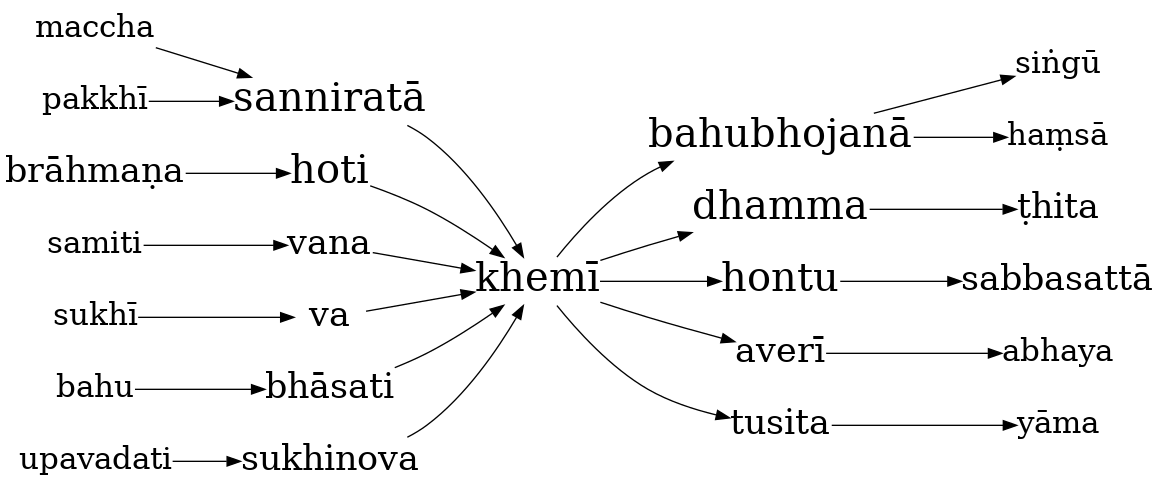 maccha
siṅgū
pakkhī
sanniratā
bahubhojanā
haṃsā
brāhmaṇa
hoti
dhamma
ṭhita
samiti
vana
khemī
hontu
sabbasattā
sukhī
va
averī
abhaya
bahu
bhāsati
tusita
yāma
upavadati
sukhinova